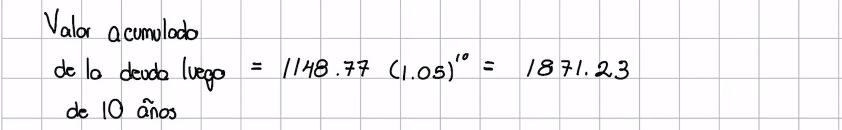 Valor acumulado
de la deuda luego = 1148.77 (1.05)^10 = 1871.23
de 10 años